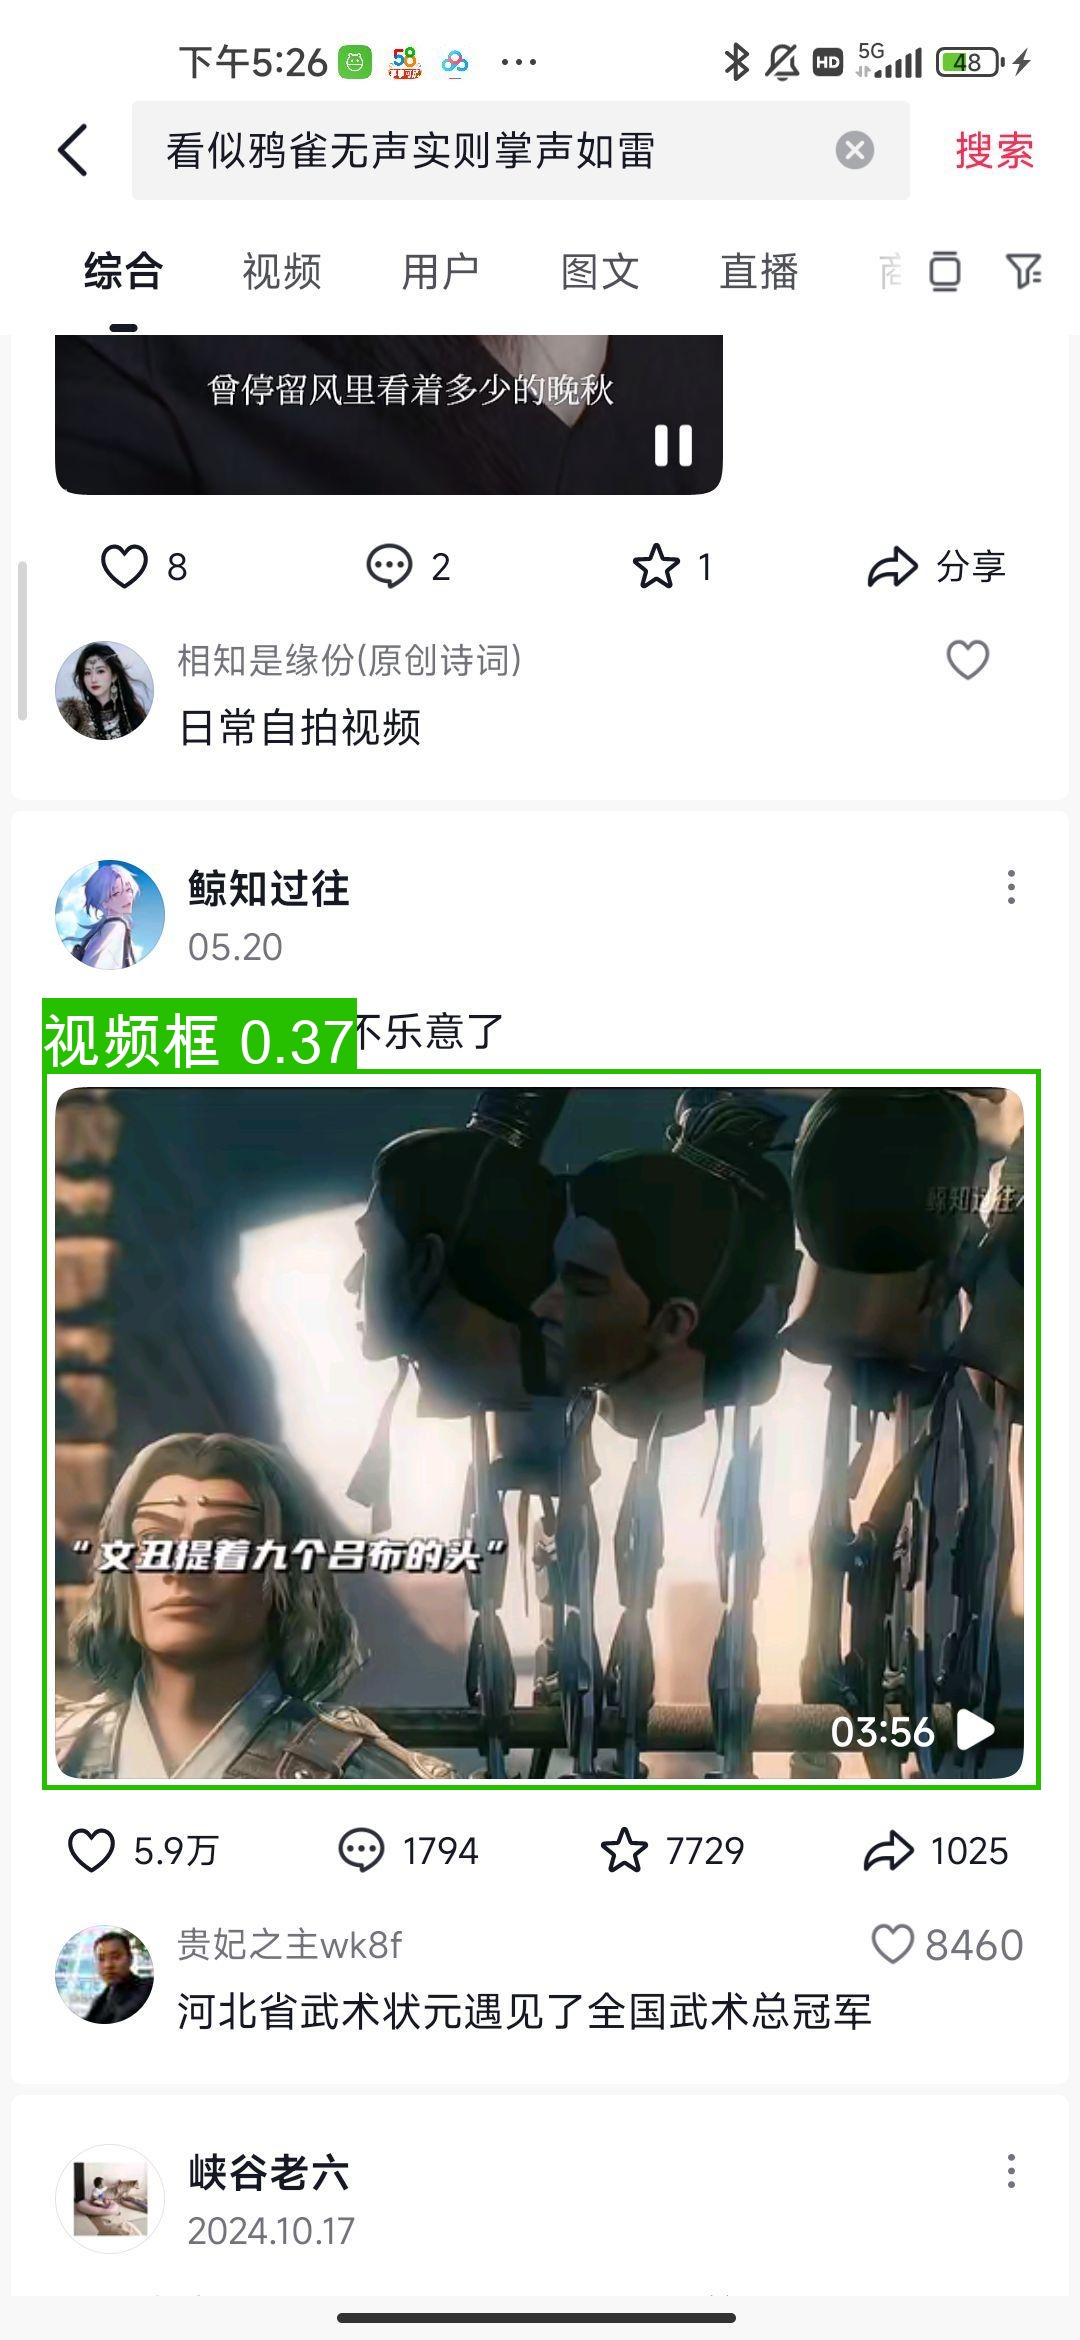 下午5:26
58
HD
5G
48
看似鸦雀无声实则掌声如雷
搜索
综合
视频
用户
图文
直播
曾停留风里看着多少的晚秋
8
2
1
分享
相知是缘份(原创诗词)
日常自拍视频
鲸知过往
05.20
视频框 0.37
不乐意了
鲸知过往
“文丑提着九个吕布的头”
03:56
5.9万
1794
7729
1025
贵妃之主wk8f
8460
河北省武术状元遇见了全国武术总冠军
峡谷老六
2024.10.17